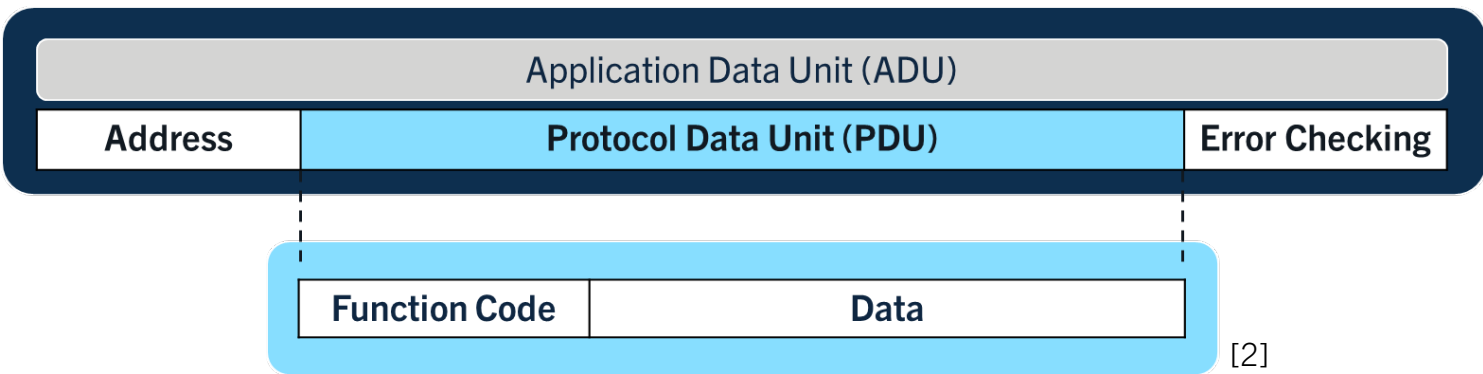 Application Data Unit (ADU)
Address Protocol Data Unit (PDU) Error Checking
Function Code Data
[2]